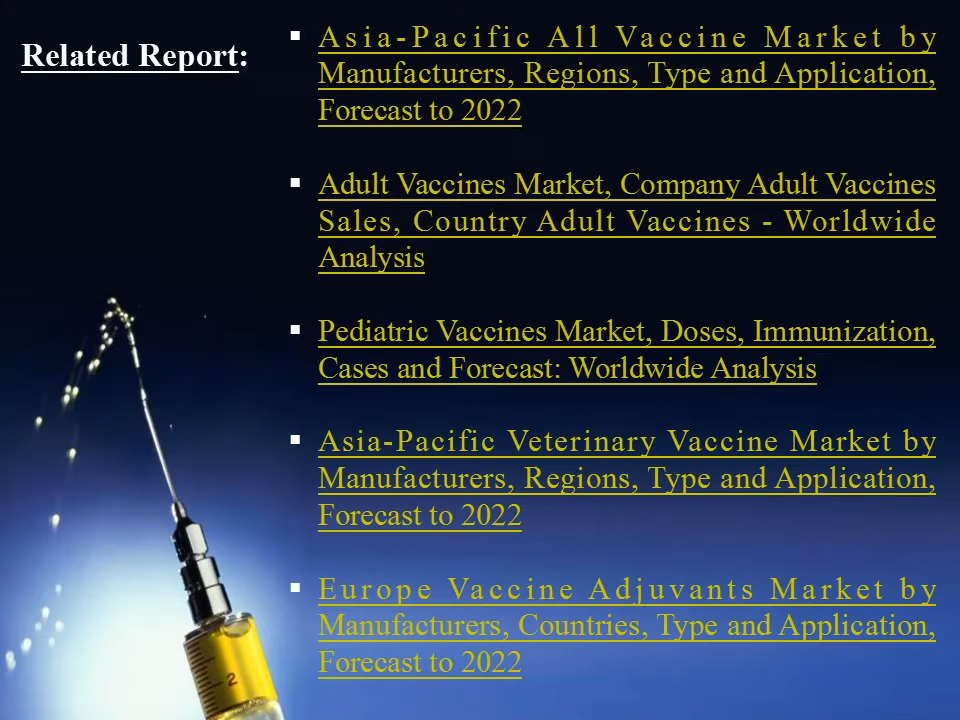 Related Report:
▪ Asia-Pacific All Vaccine Market by
Manufacturers, Regions, Type and Application,
Forecast to 2022
▪ Adult Vaccines Market, Company Adult Vaccines
Sales, Country Adult Vaccines - Worldwide
Analysis
▪ Pediatric Vaccines Market, Doses, Immunization,
Cases and Forecast: Worldwide Analysis
▪ Asia-Pacific Veterinary Vaccine Market by
Manufacturers, Regions, Type and Application,
Forecast to 2022
▪ Europe Vaccine Adjuvants Market by
Manufacturers, Countries, Type and Application,
Forecast to 2022
2